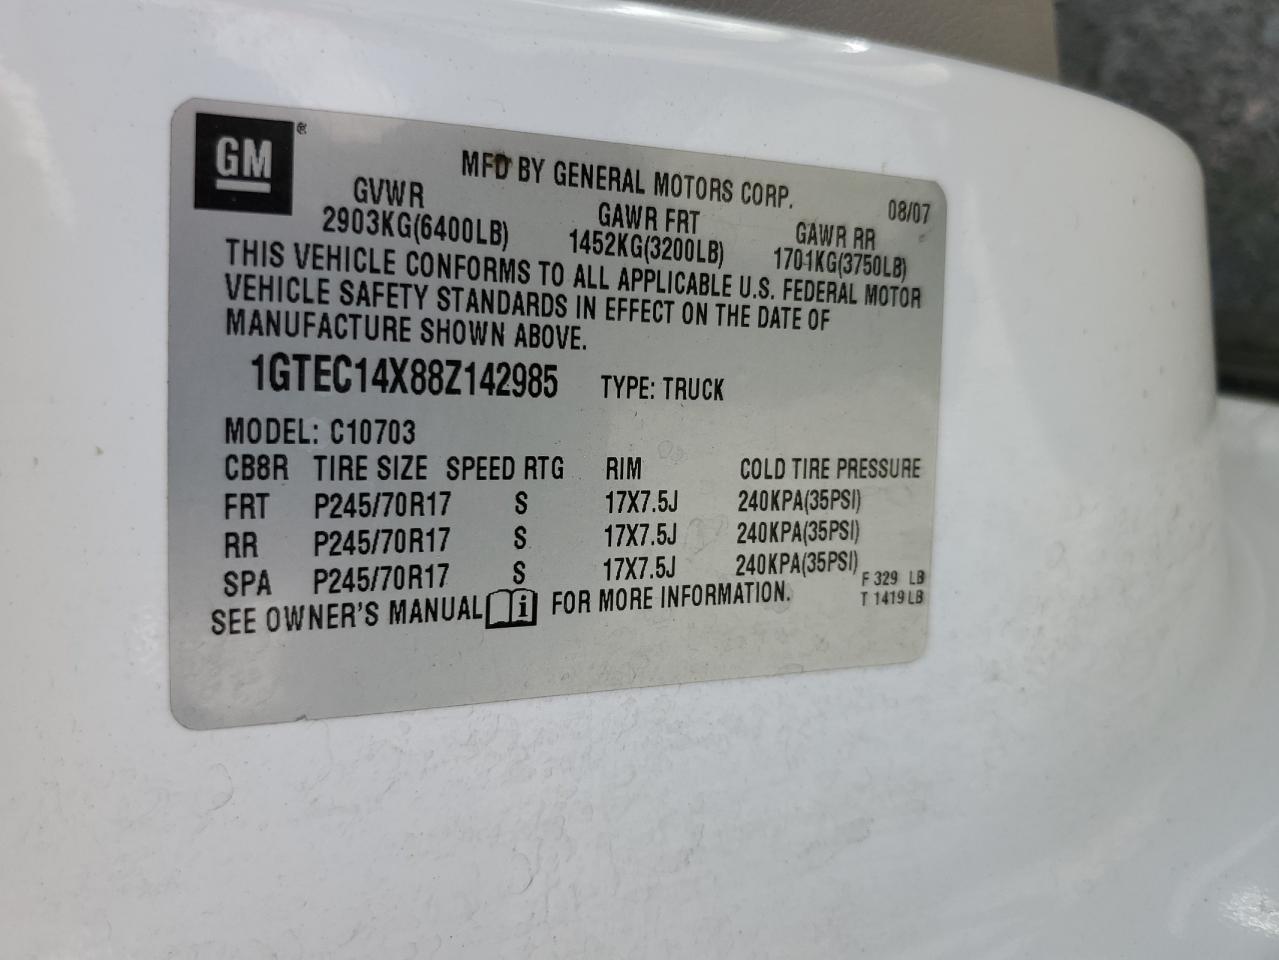 GM ®
MFD BY GENERAL MOTORS CORP. 08/07
GVWR GAWR FRT GAWR RR
2903KG(6400LB) 1452KG(3200LB) 1701KG(3750LB)
THIS VEHICLE CONFORMS TO ALL APPLICABLE U.S. FEDERAL MOTOR
VEHICLE SAFETY STANDARDS IN EFFECT ON THE DATE OF
MANUFACTURE SHOWN ABOVE.
1GTEC14X88Z142985 TYPE: TRUCK
MODEL: C10703
CB8R TIRE SIZE SPEED RTG RIM COLD TIRE PRESSURE
FRT P245/70R17 S 17X7.5J 240KPA(35PSI)
RR P245/70R17 S 17X7.5J 240KPA(35PSI)
SPA P245/70R17 S 17X7.5J 240KPA(35PSI)
F 329 LB
SEE OWNER'S MANUAL i FOR MORE INFORMATION. T 1419 LB